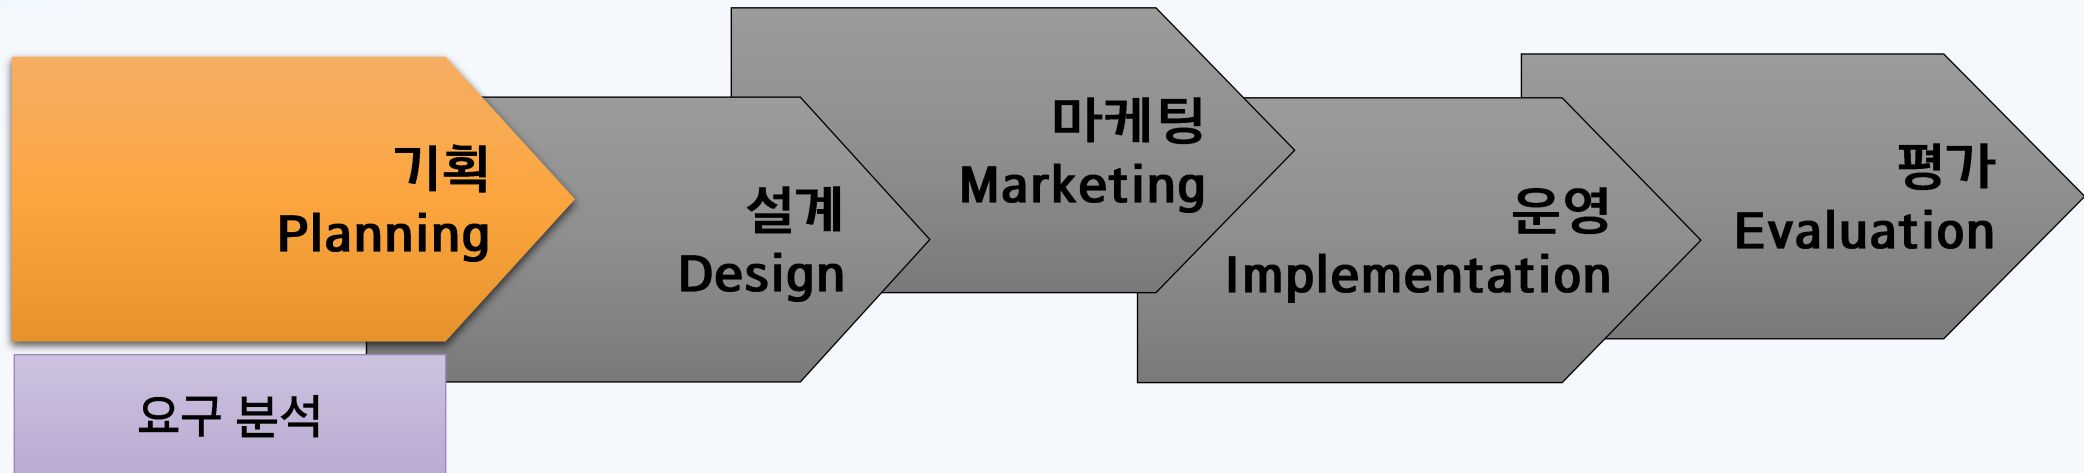 기획
Planning
설계
Design
마케팅
Marketing
운영
Implementation
평가
Evaluation
요구 분석